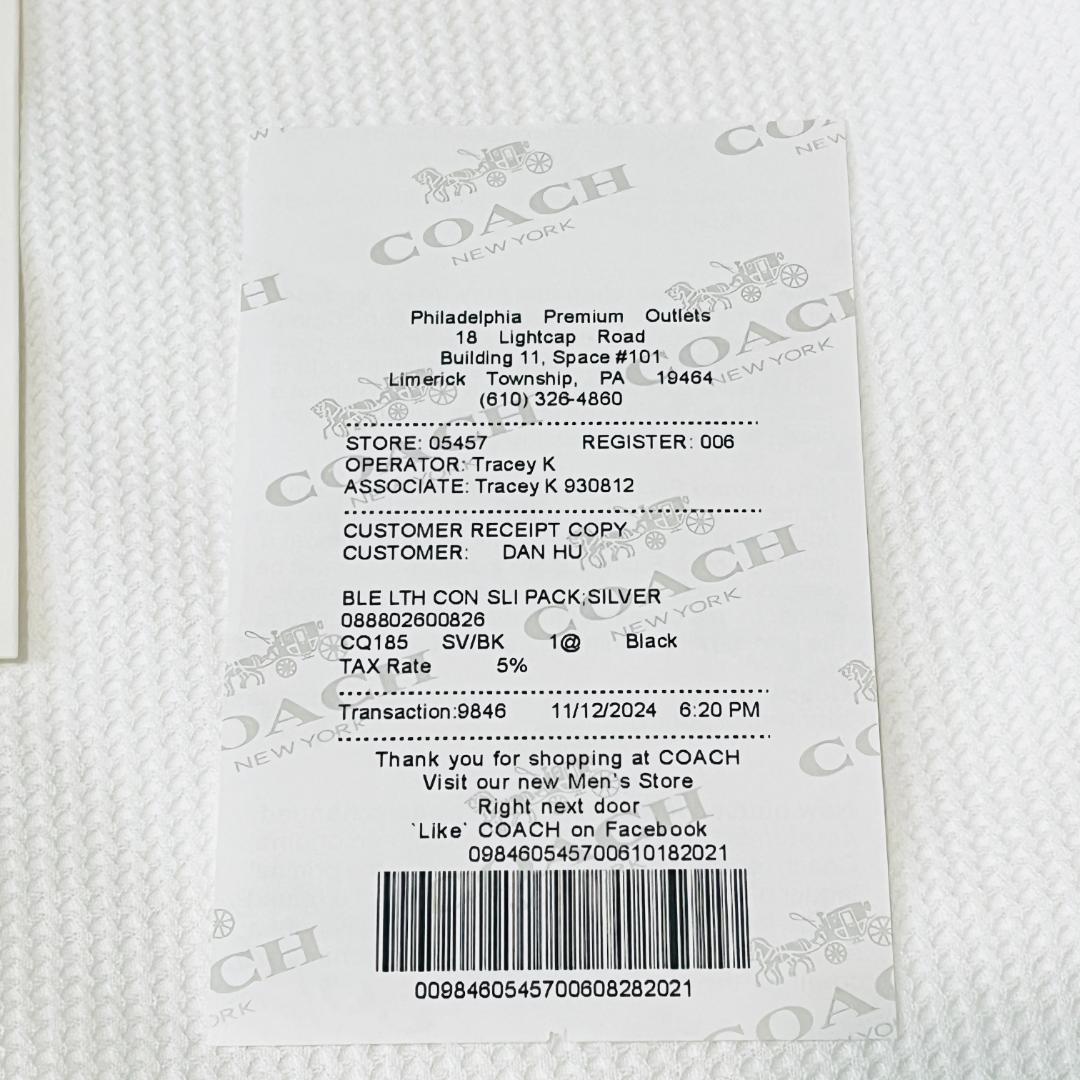 COACH
NEW YORK
Philadelphia Premium Outlets
18 Lightcap Road
Building 11, Space #101
Limerick Township, PA 19464
(610) 326-4860
STORE: 05457 REGISTER: 006
OPERATOR: Tracey K
ASSOCIATE: Tracey K 930812
CUSTOMER RECEIPT COPY
CUSTOMER: DAN HU
BLE LTH CON SLI PACK;SILVER
088802600826
CQ185 SV/BK 1@ Black
TAX Rate 5%
Transaction:9846 11/12/2024 6:20 PM
Thank you for shopping at COACH
Visit our new Men's Store
Right next door
`Like` COACH on Facebook
098460545700610182021
0098460545700608282021